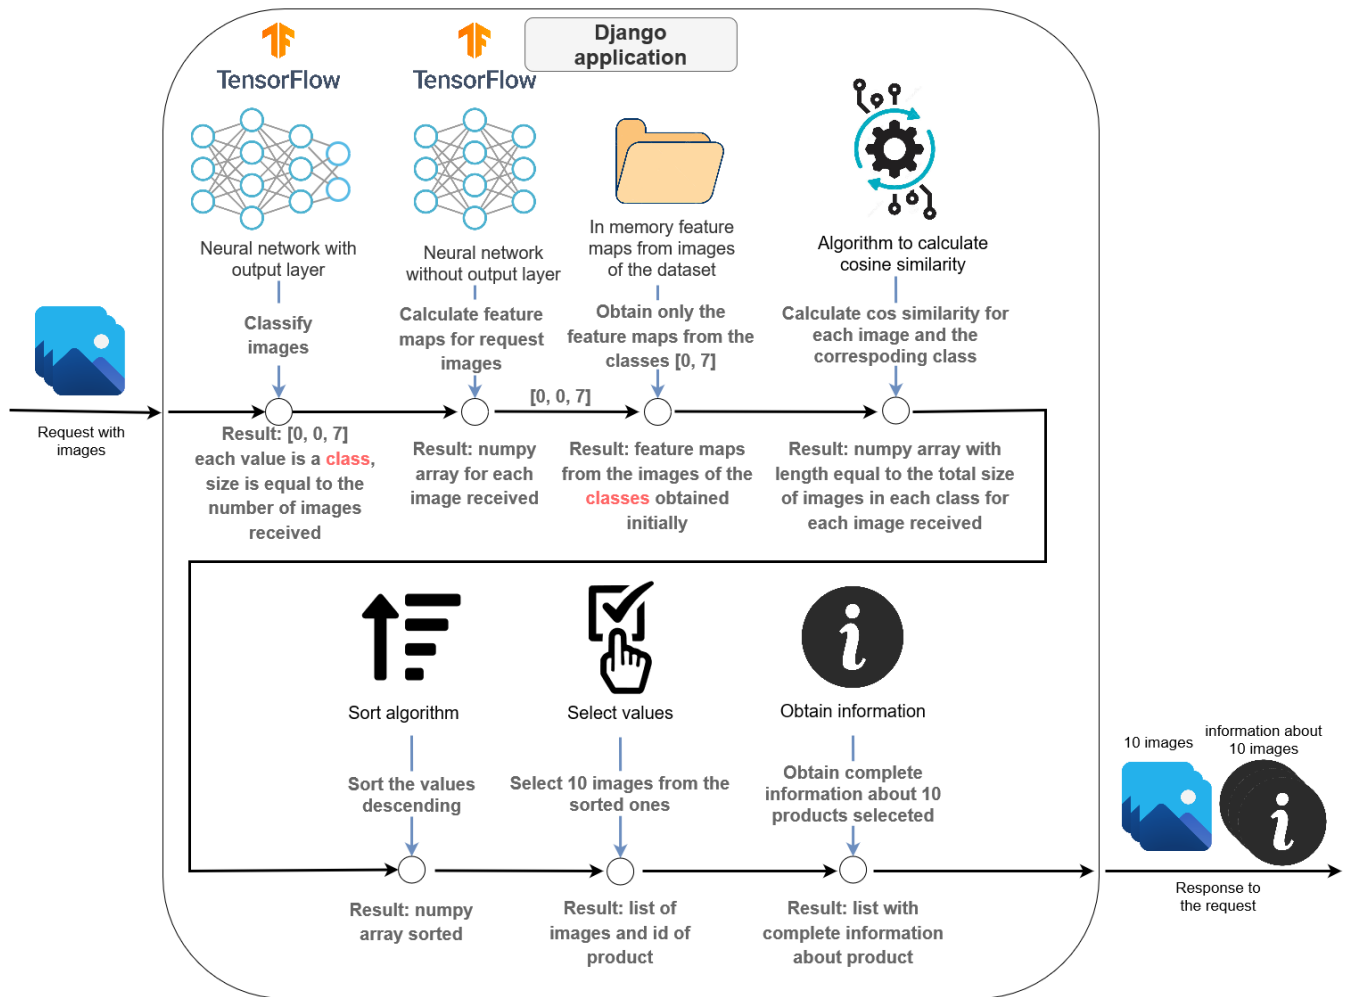 Django
application
TensorFlow
TensorFlow
Neural network with
output layer
Neural network
without output layer
In memory feature
maps from images
of the dataset
Algorithm to calculate
cosine similarity
Classify
images
Calculate feature
maps for request
images
Obtain only the
feature maps from the
classes [0, 7]
Calculate cos similarity for
each image and the
correspoding class
Request with
images
[0, 0, 7]
Result: [0, 0, 7]
each value is a class,
size is equal to the
number of images
received
Result: numpy
array for each
image received
Result: feature maps
from the images of the
classes obtained
initially
Result: numpy array with
length equal to the total size
of images in each class for
each image received
Sort algorithm
Select values
Obtain information
Sort the values
descending
Select 10 images from the
sorted ones
Obtain complete
information about 10
products seleceted
Result: numpy
array sorted
Result: list of
images and id of
product
Result: list with
complete information
about product
10 images
information about
10 images
Response to
the request